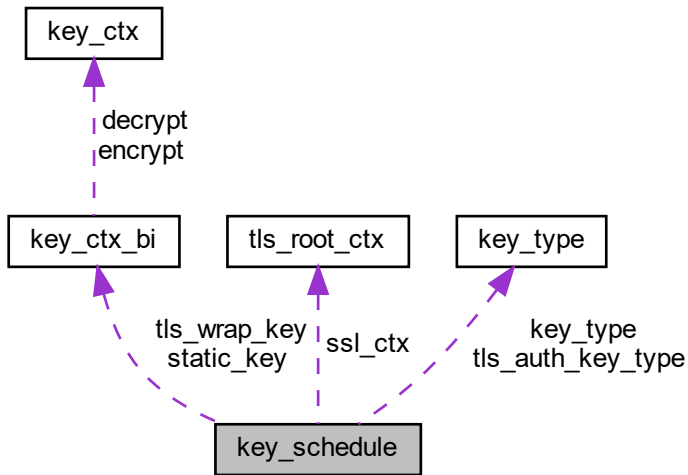 key_ctx
decrypt
encrypt
key_ctx_bi
tls_root_ctx
key_type
tls_wrap_key
static_key
ssl_ctx
key_type
tls_auth_key_type
key_schedule